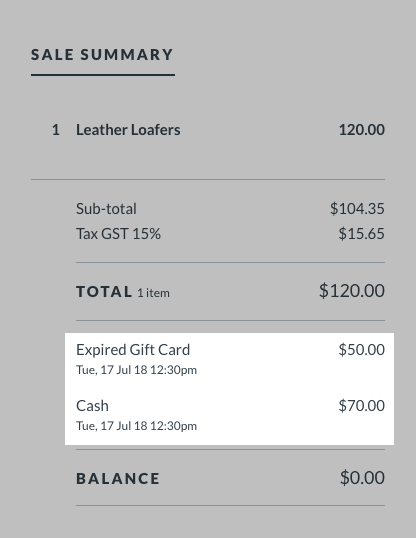 SALE SUMMARY
1 Leather Loafers 120.00
Sub-total $104.35
Tax GST 15% $15.65
TOTAL 1 item $120.00
Expired Gift Card $50.00
Tue, 17 Jul 18 12:30pm
Cash $70.00
Tue, 17 Jul 18 12:30pm
BALANCE $0.00